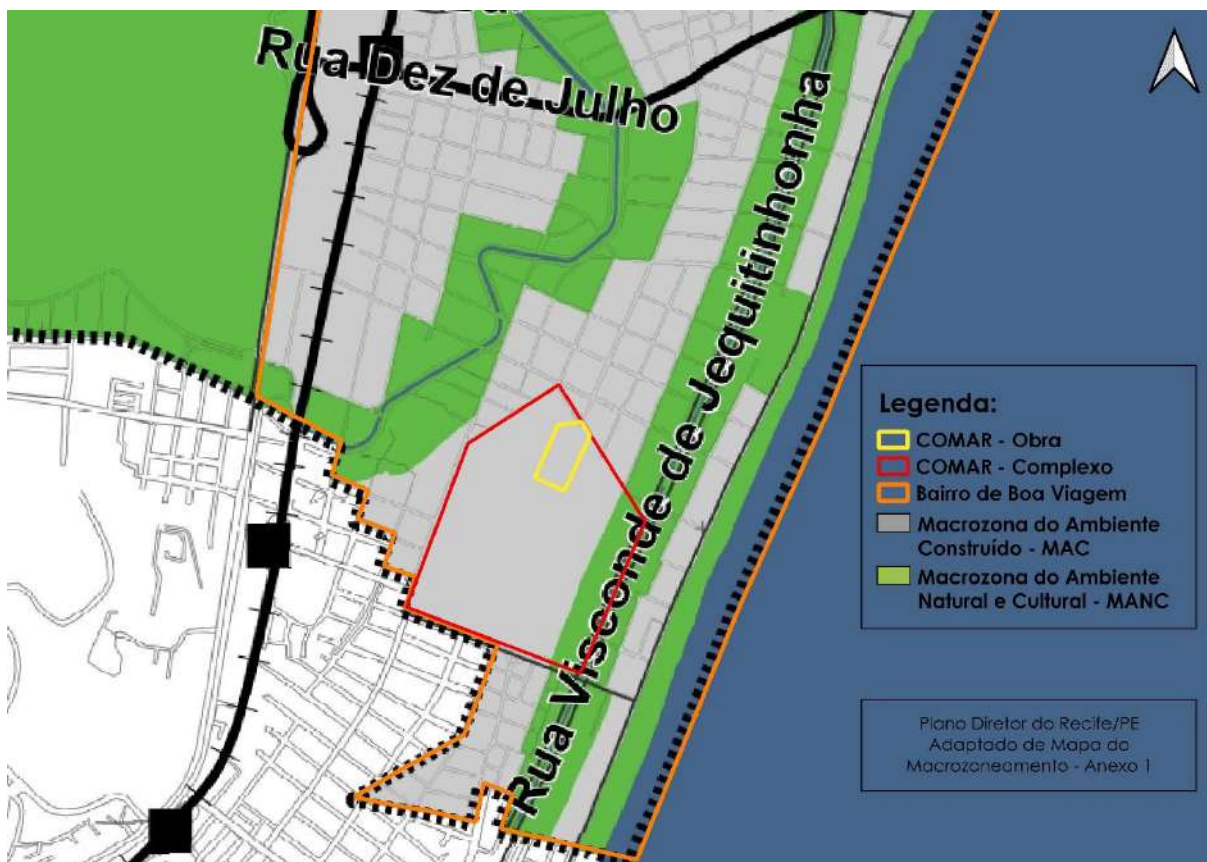 Rua Dez de Julho
Rua Visconde de Jequitinhonha
Legenda:
COMAR - Obra
COMAR - Complexo
Bairro de Boa Viagem
Macrozona do Ambiente
Construído - MAC
Macrozona do Ambiente
Natural e Cultural - MANC
Plano Diretor do Recife/PE
Adaptado de Mapa do
Macrozoneamento - Anexo 1